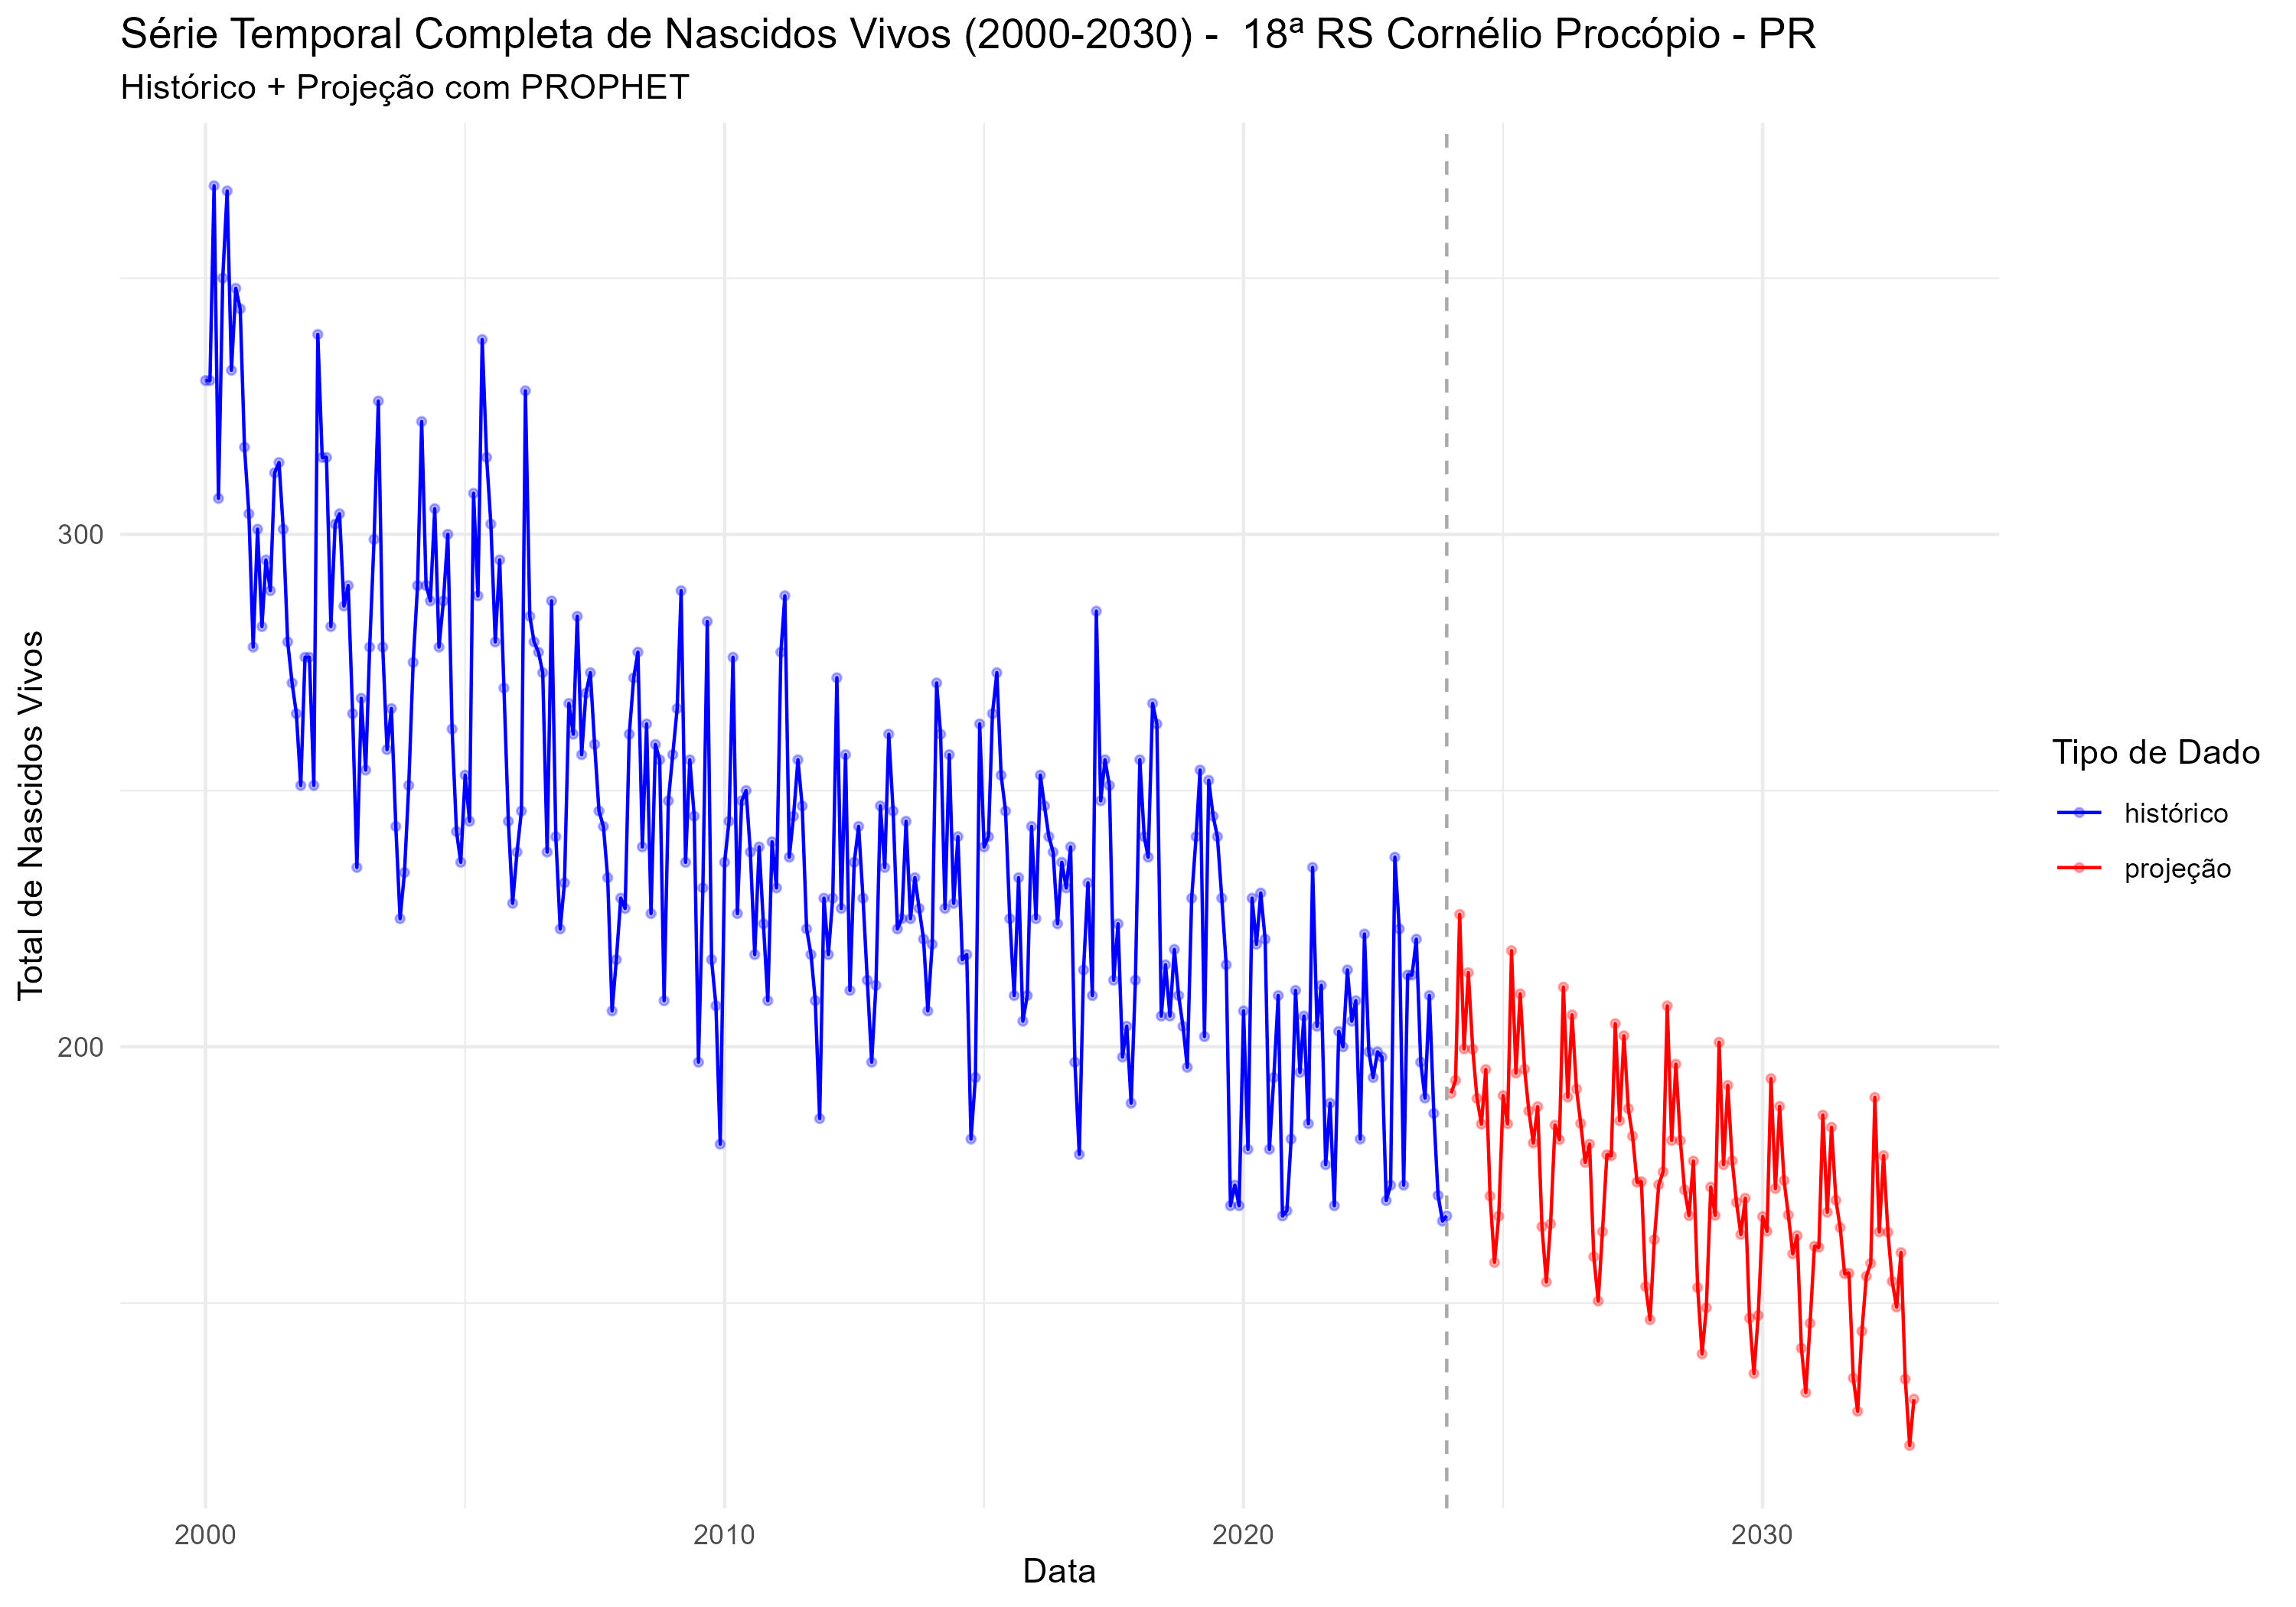 Série Temporal Completa de Nascidos Vivos (2000-2030) -  18ª RS Cornélio Procópio - PR
Histórico + Projeção com PROPHET
Total de Nascidos Vivos
300
200
2000
2010
2020
2030
Data
Tipo de Dado
histórico
projeção